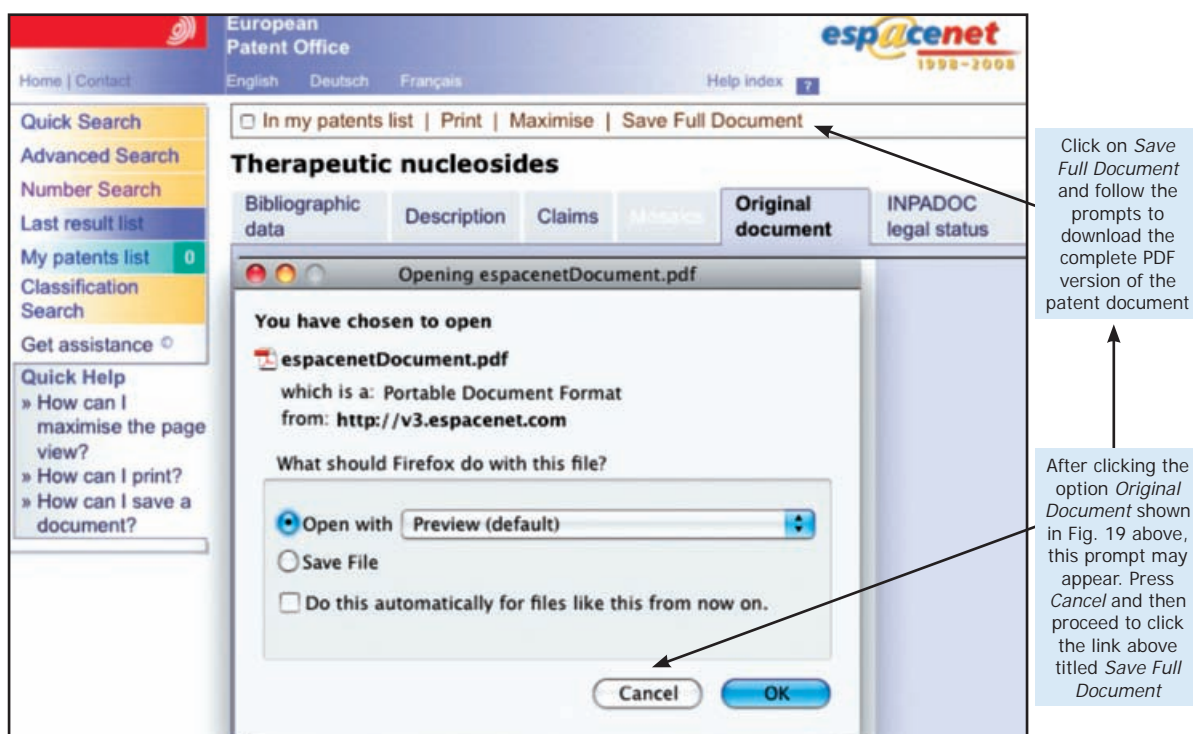 European
Patent Office
espacenet
1998-2008
Home | Contact
English Deutsch Français
Help index ?
Quick Search
Advanced Search
Number Search
Last result list
My patents list 0
Classification
Search
Get assistance
Quick Help
» How can I
maximise the page
view?
» How can I print?
» How can I save a
document?
In my patents list | Print | Maximise | Save Full Document
Therapeutic nucleosides
Bibliographic
data
Description
Claims
Mosaics
Original
document
INPADOC
legal status
Opening espacenetDocument.pdf
You have chosen to open
espacenetDocument.pdf
which is a: Portable Document Format
from: http://v3.espacenet.com
What should Firefox do with this file?
Open with Preview (default)
Save File
Do this automatically for files like this from now on.
Cancel OK
Click on Save
Full Document
and follow the
prompts to
download the
complete PDF
version of the
patent document
After clicking the
option Original
Document shown
in Fig. 19 above,
this prompt may
appear. Press
Cancel and then
proceed to click
the link above
titled Save Full
Document